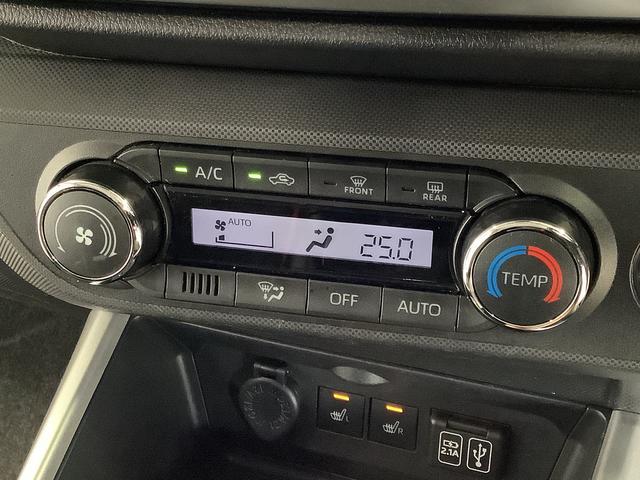 A/C
FRONT
REAR
AUTO
25.0
TEMP
OFF
AUTO
L
R
2.1A